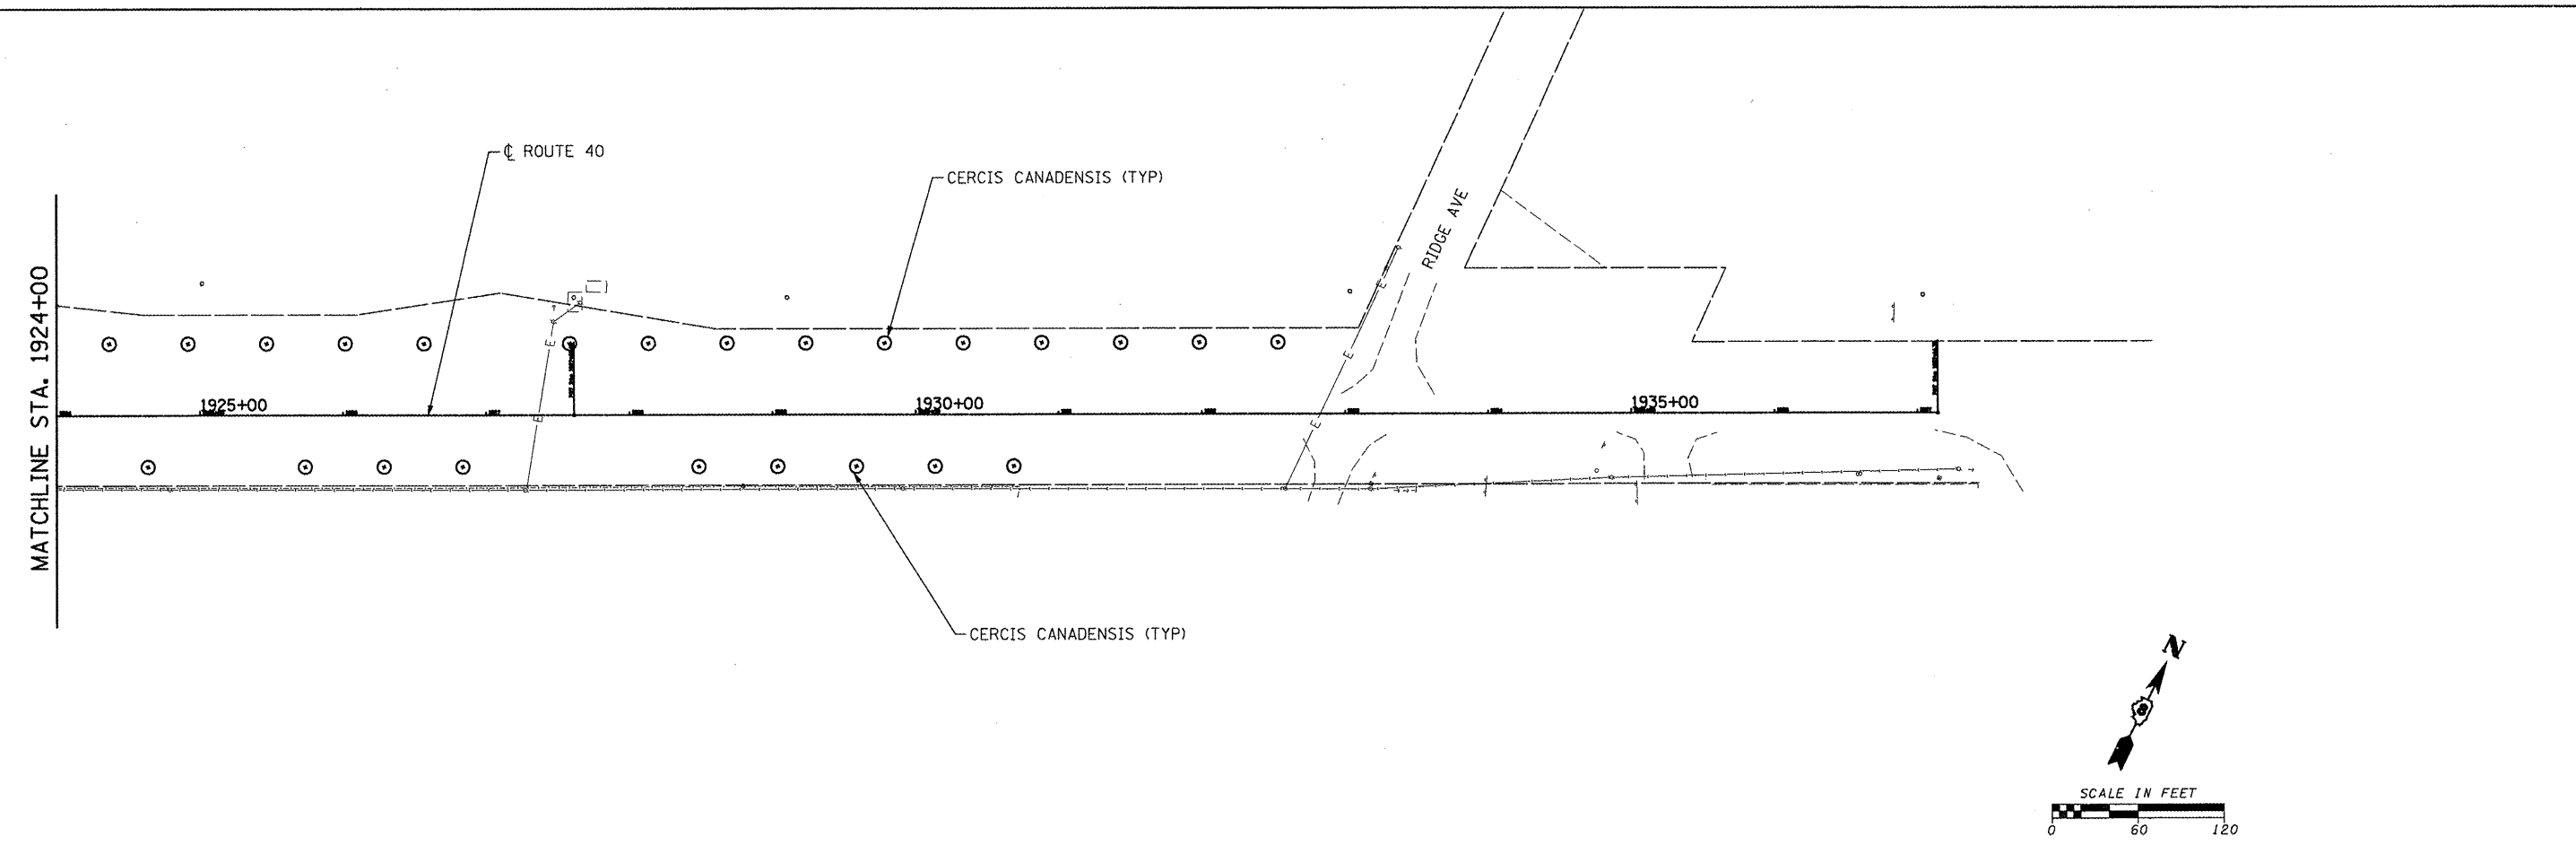 ℄ ROUTE 40
CERCIS CANADENSIS (TYP)
RIDGE AVE
MATCHLINE STA. 1924+00
1925+00
1930+00
1935+00
E
E
E
E
E
CERCIS CANADENSIS (TYP)
N
SCALE IN FEET
0 60 120